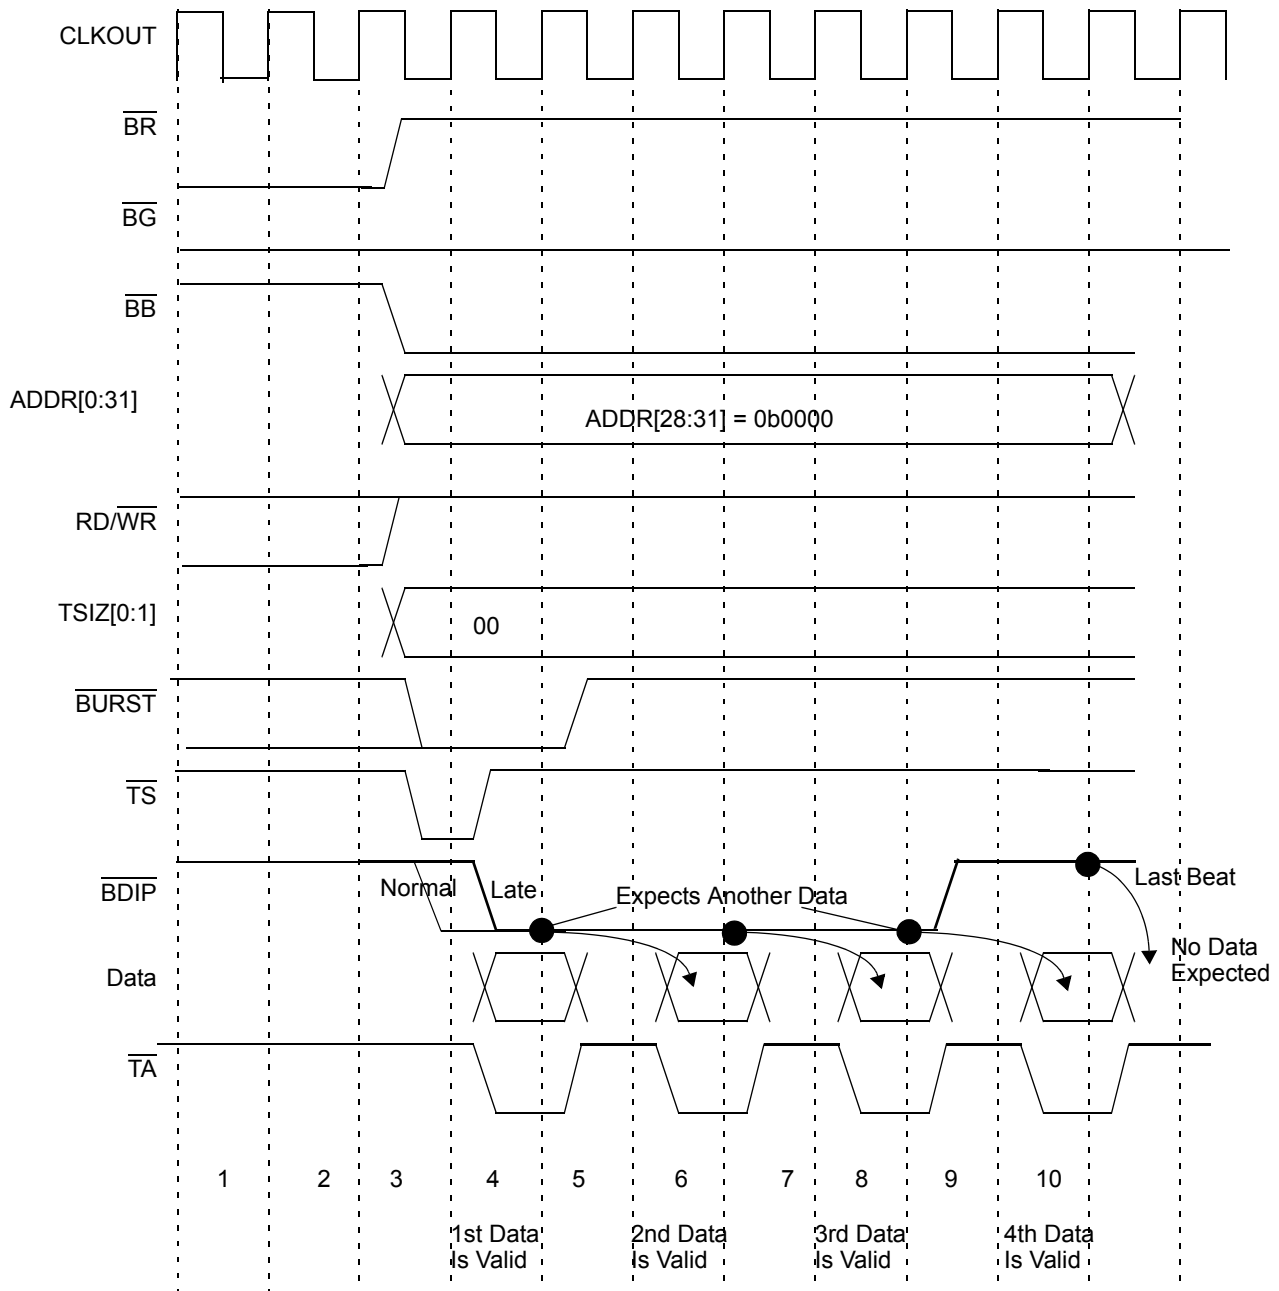 CLKOUT
BR
BG
BB
ADDR[0:31]
ADDR[28:31] = 0b0000
RD/WR
TSIZ[0:1]
00
BURST
TS
BDIP
Normal
Late
Expects Another Data
Last Beat
Data
No Data
Expected
TA
1 2 3 4 5 6 7 8 9 10
1st Data
Is Valid
2nd Data
Is Valid
3rd Data
Is Valid
4th Data
Is Valid